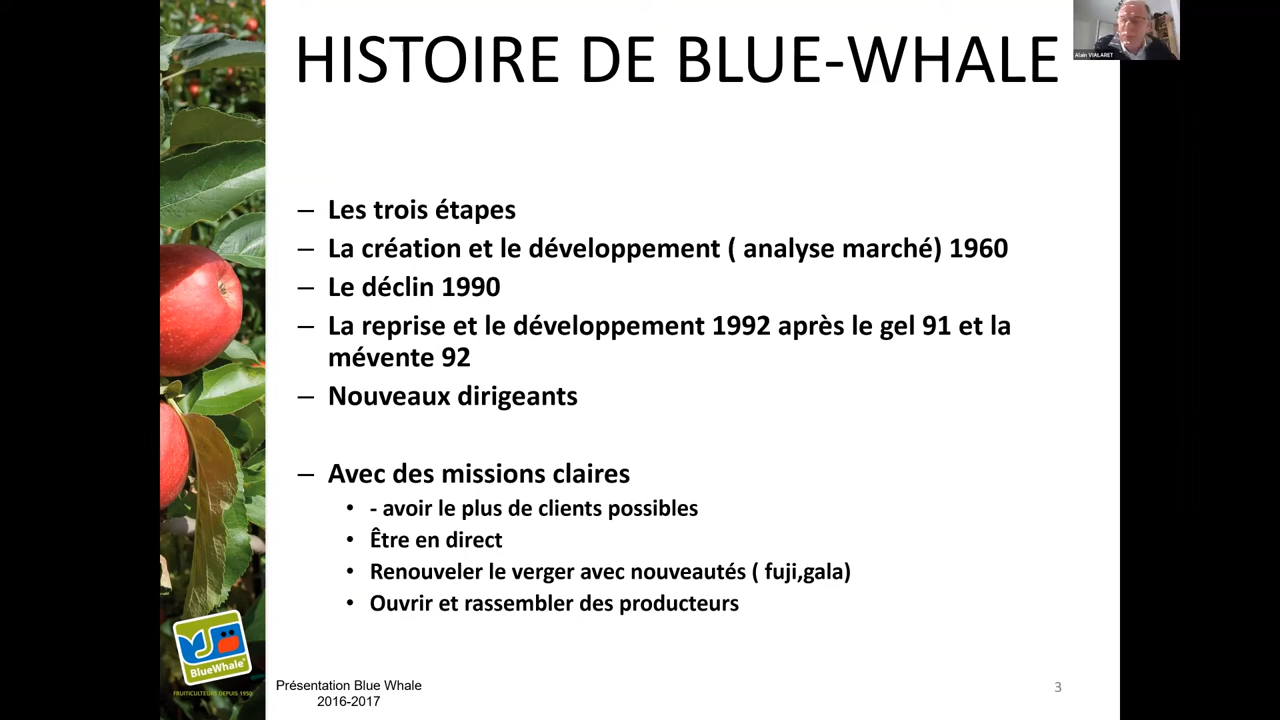 HISTOIRE DE BLUE-WHALE
Alain VIALARET
– Les trois étapes
– La création et le développement ( analyse marché) 1960
– Le déclin 1990
– La reprise et le développement 1992 après le gel 91 et la
mévente 92
– Nouveaux dirigeants
– Avec des missions claires
• - avoir le plus de clients possibles
• Être en direct
• Renouveler le verger avec nouveautés ( fuji,gala)
• Ouvrir et rassembler des producteurs
BlueWhale
FRUITICULTEURS DEPUIS 1950
Présentation Blue Whale
2016-2017
3